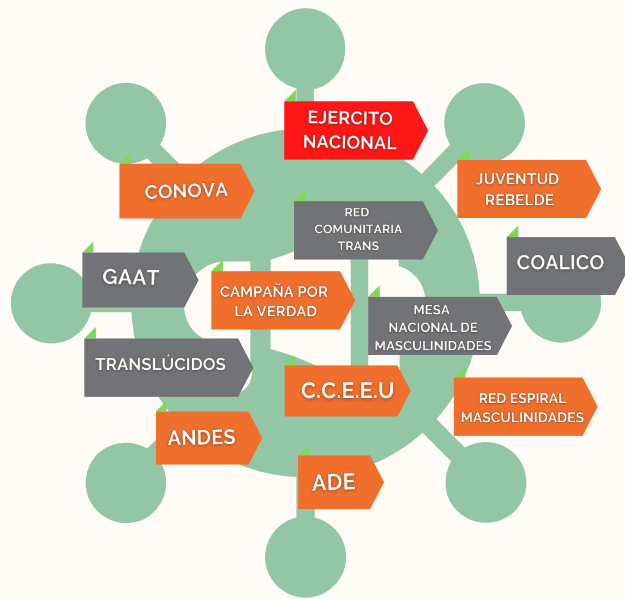 EJERCITO
NACIONAL
CONOVA
JUVENTUD
REBELDE
RED
COMUNITARIA
TRANS
COALICO
GAAT
CAMPAÑA POR
LA VERDAD
MESA
NACIONAL DE
MASCULINIDADES
TRANSLÚCIDOS
C.C.E.E.U
RED ESPIRAL
MASCULINIDADES
ANDES
ADE